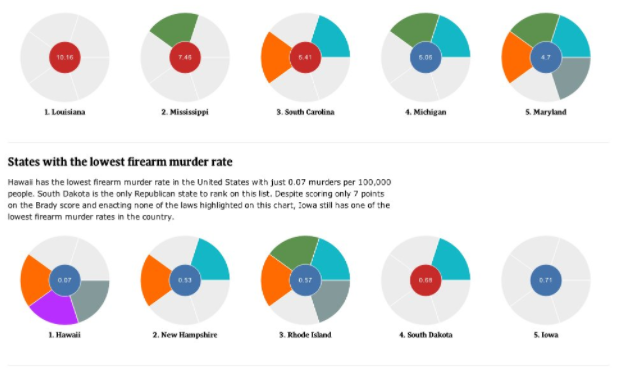 10.16
7.46
5.41
5.06
4.7
1. Louisiana
2. Mississippi
3. South Carolina
4. Michigan
5. Maryland
States with the lowest firearm murder rate
Hawaii has the lowest firearm murder rate in the United States with just 0.07 murders per 100,000
people. South Dakota is the only Republican state to rank on this list. Despite scoring only 7 points
on the Brady score and enacting none of the laws highlighted on this chart, Iowa still has one of the
lowest firearm murder rates in the country.
0.07
0.53
0.57
0.68
0.71
1. Hawaii
2. New Hampshire
3. Rhode Island
4. South Dakota
5. Iowa